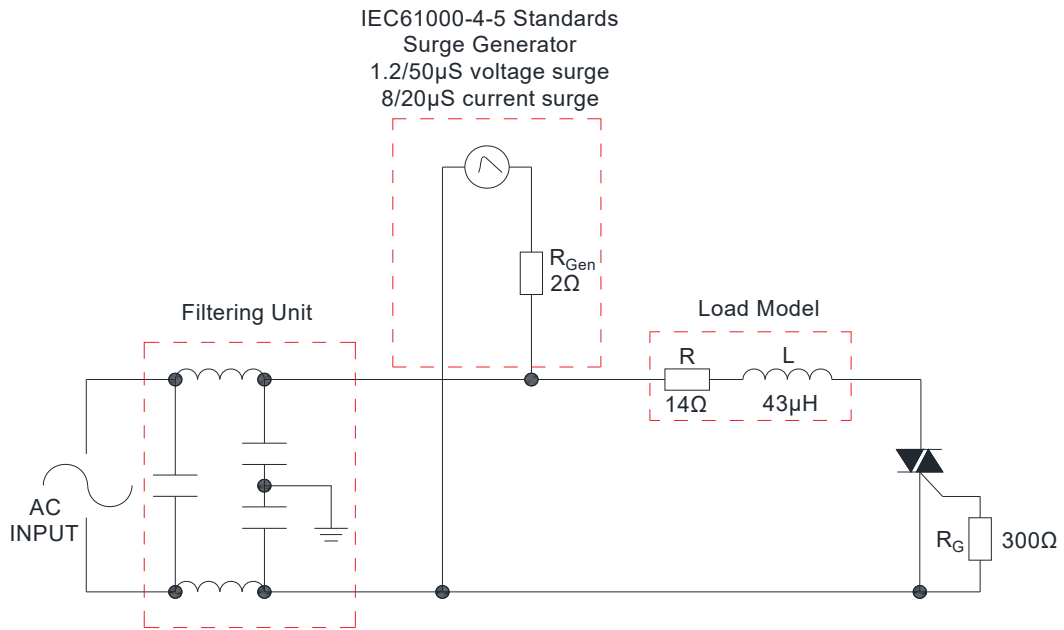 IEC61000-4-5 Standards
Surge Generator
1.2/50μS voltage surge
8/20μS current surge
RGen
2Ω
Filtering Unit
Load Model
R
L
14Ω
43μH
AC
INPUT
RG
300Ω